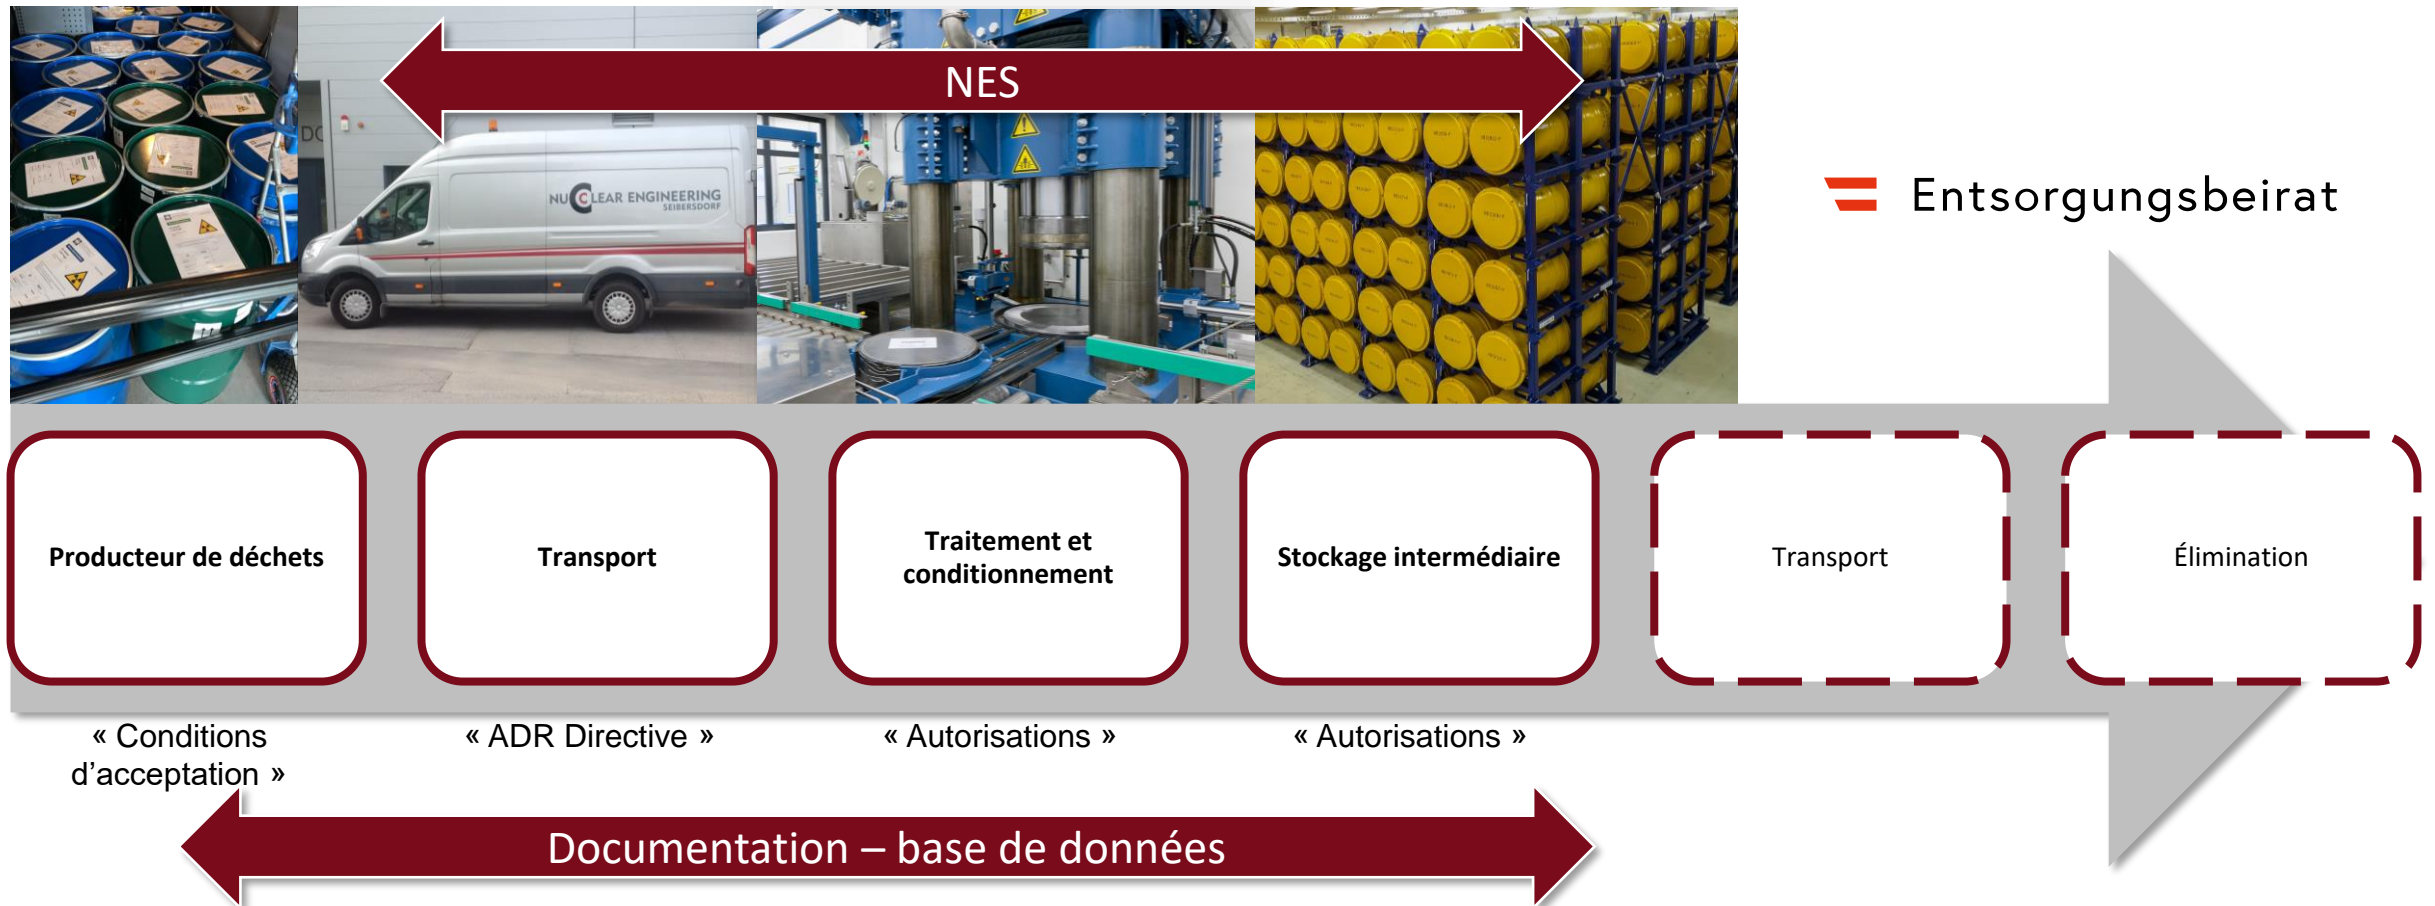 NES
DC
NUCLEAR ENGINEERING
SEIBERSDORF
Entsorgungsbeirat
Producteur de déchets
Transport
Traitement et
conditionnement
Stockage intermédiaire
Transport
Élimination
« Conditions
d’acceptation »
« ADR Directive »
« Autorisations »
« Autorisations »
Documentation – base de données